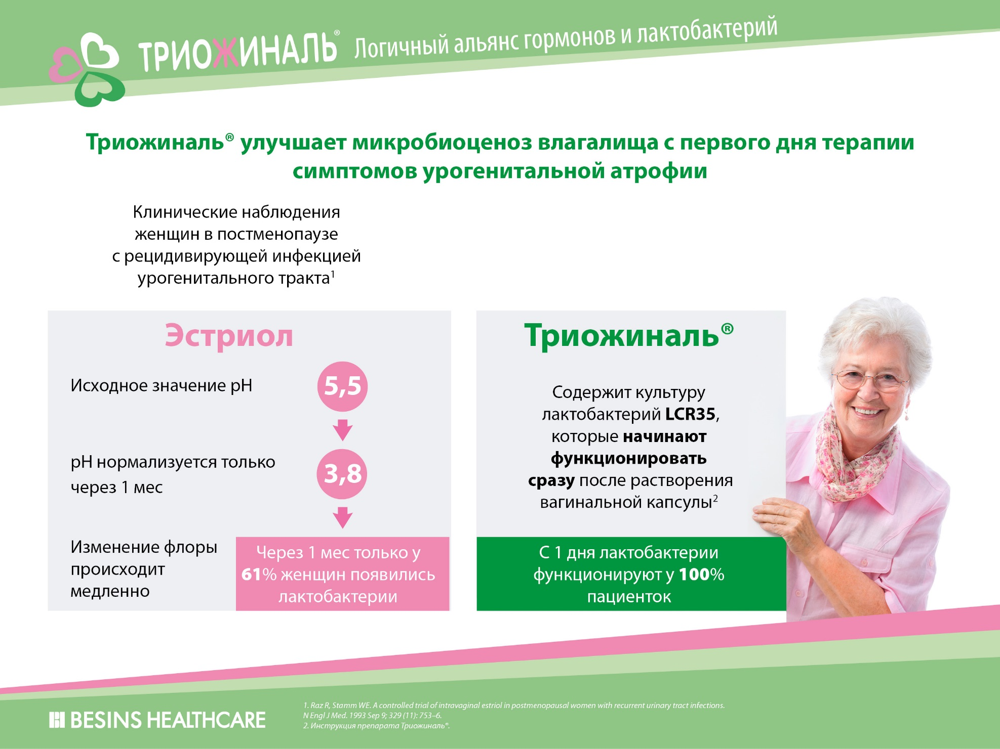 ТРИОЖИНАЛЬ® Логичный альянс гормонов и лактобактерий
Триожиналь® улучшает микробиоценоз влагалища с первого дня терапии
симптомов урогенитальной атрофии
Клинические наблюдения
женщин в постменопаузе
с рецидивирующей инфекцией
урогенитального тракта¹
Эстриол
Исходное значение pH
5,5
pH нормализуется только
через 1 мес
3,8
Изменение флоры
происходит
медленно
Через 1 мес только у
61% женщин появились
лактобактерии
Триожиналь®
Содержит культуру
лактобактерий LCR35,
которые начинают
функционировать
сразу после растворения
вагинальной капсулы²
С 1 дня лактобактерии
функционируют у 100%
пациенток
BESINS HEALTHCARE
1. Raz R, Stamm WE. A controlled trial of intravaginal estriol in postmenopausal women with recurrent urinary tract infections.
N Engl J Med. 1993 Sep 9; 329 (11): 753–6.
2. Инструкция препарата Триожиналь®.